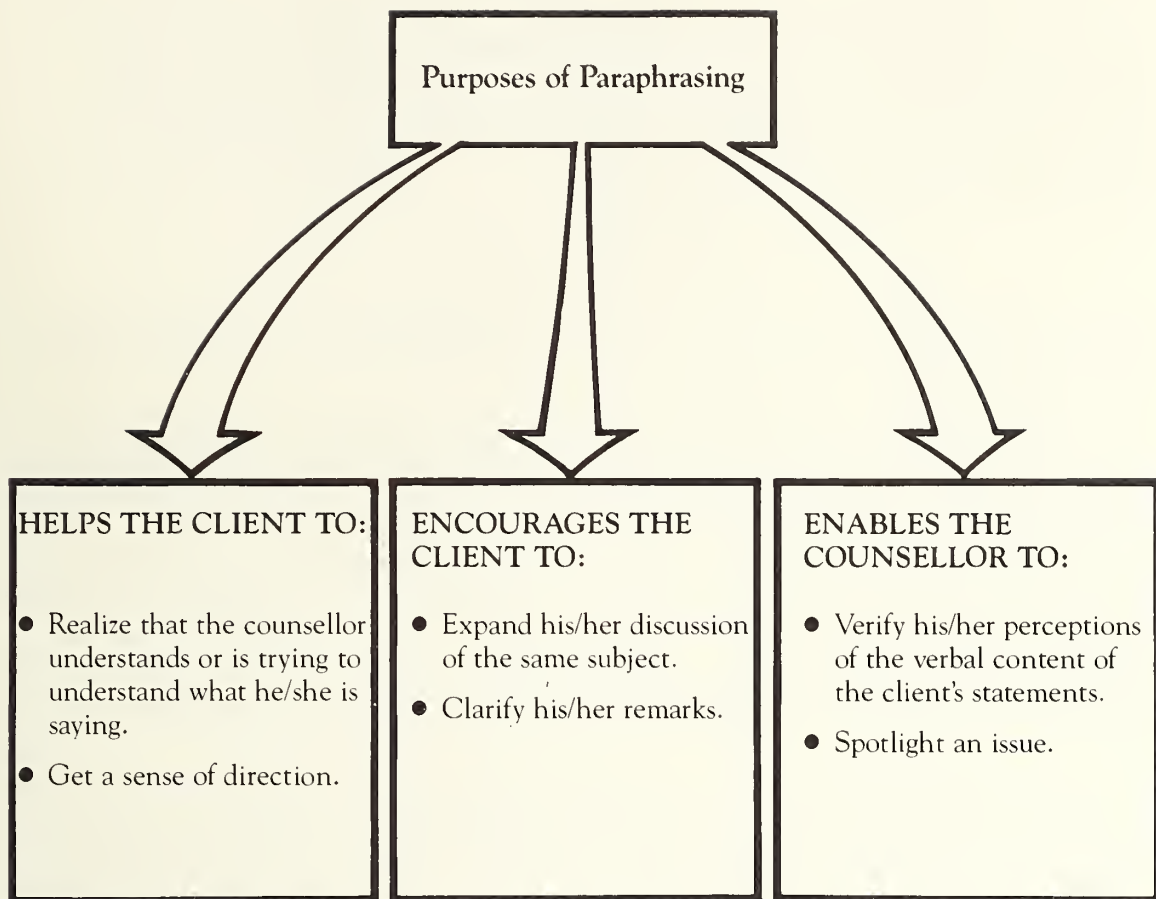 Purposes of Paraphrasing
HELPS THE CLIENT TO:
● Realize that the counsellor
understands or is trying to
understand what he/she is
saying.
● Get a sense of direction.
ENCOURAGES THE
CLIENT TO:
● Expand his/her discussion
of the same subject.
● Clarify his/her remarks.
ENABLES THE
COUNSELLOR TO:
● Verify his/her perceptions
of the verbal content of
the client's statements.
● Spotlight an issue.